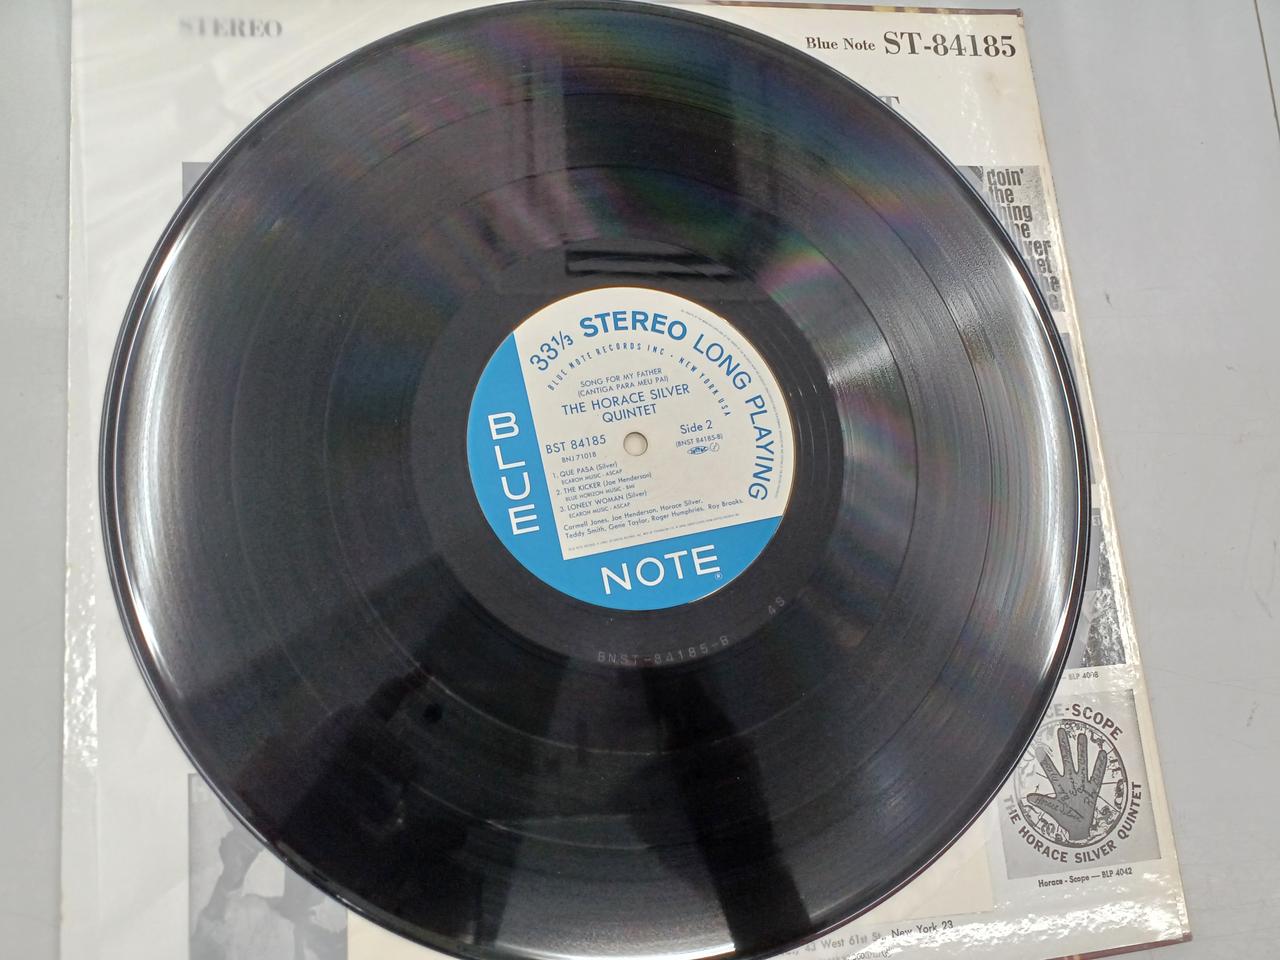 STEREO
Blue Note ST-84185
doin'
the
33⅓ STEREO LONG PLAYING
BLUE NOTE RECORDS INC • NEW YORK USA
SONG FOR MY FATHER
(CANTIGA PARA MEU PAI)
THE HORACE SILVER
QUINTET
BST 84185
BNJ 71018
Side 2
(BNST 84185-B)
1. QUE PASA (Silver)
ECAROH MUSIC - ASCAP
2. THE KICKER (Joe Henderson)
BLUE HORIZON MUSIC - BMI
3. LONELY WOMAN (Silver)
ECAROH MUSIC - ASCAP
Carmell Jones, Joe Henderson, Horace Silver,
Teddy Smith, Gene Taylor, Roger Humphries, Roy Brooks.
BLUE
NOTE®
BNST-84185-B 4S
BLP 4008
CE-SCOPE
THE HORACE SILVER QUINTET
Horace-Scope — BLP 4042
43 West 61st St., New York 23